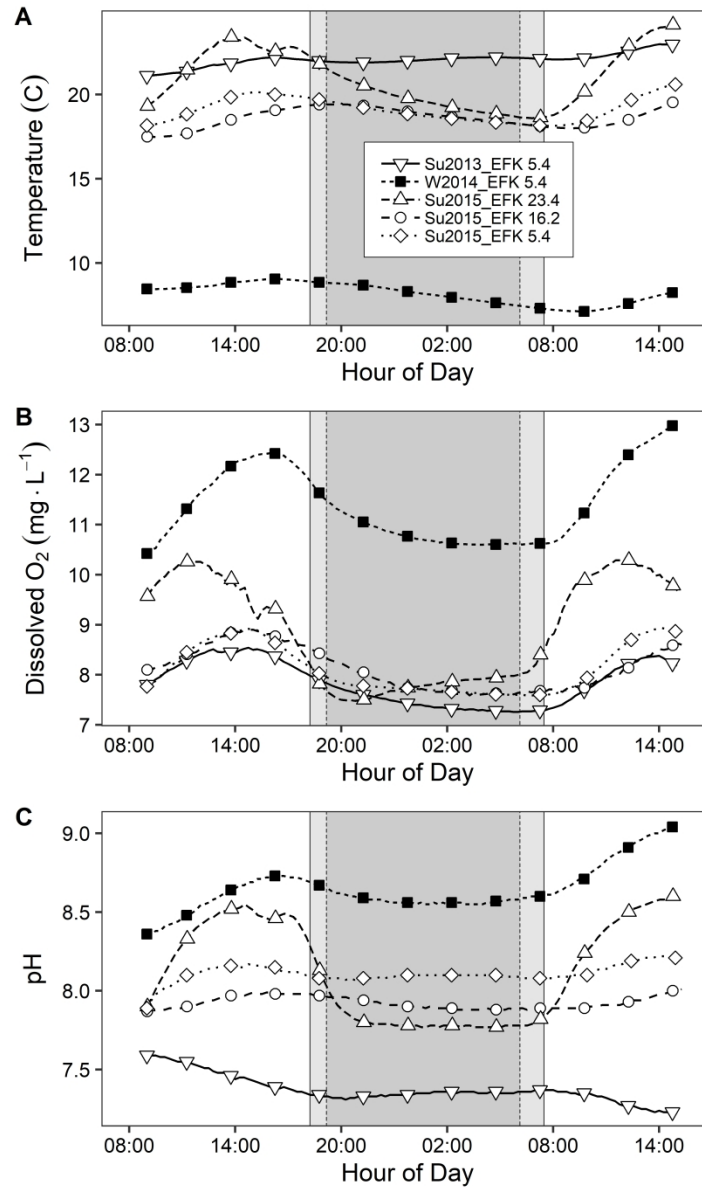 A
Temperature (C)
20
10
Su2013_EFK 5.4
W2014_EFK 5.4
Su2015_EFK 23.4
Su2015_EFK 16.2
Su2015_EFK 5.4
08:00 14:00 20:00 02:00 08:00 14:00
Hour of Day
B
Dissolved O₂ (mg · L⁻¹)
13
12
11
10
9
8
7
08:00 14:00 20:00 02:00 08:00 14:00
Hour of Day
C
pH
9.0
8.5
8.0
7.5
08:00 14:00 20:00 02:00 08:00 14:00
Hour of Day